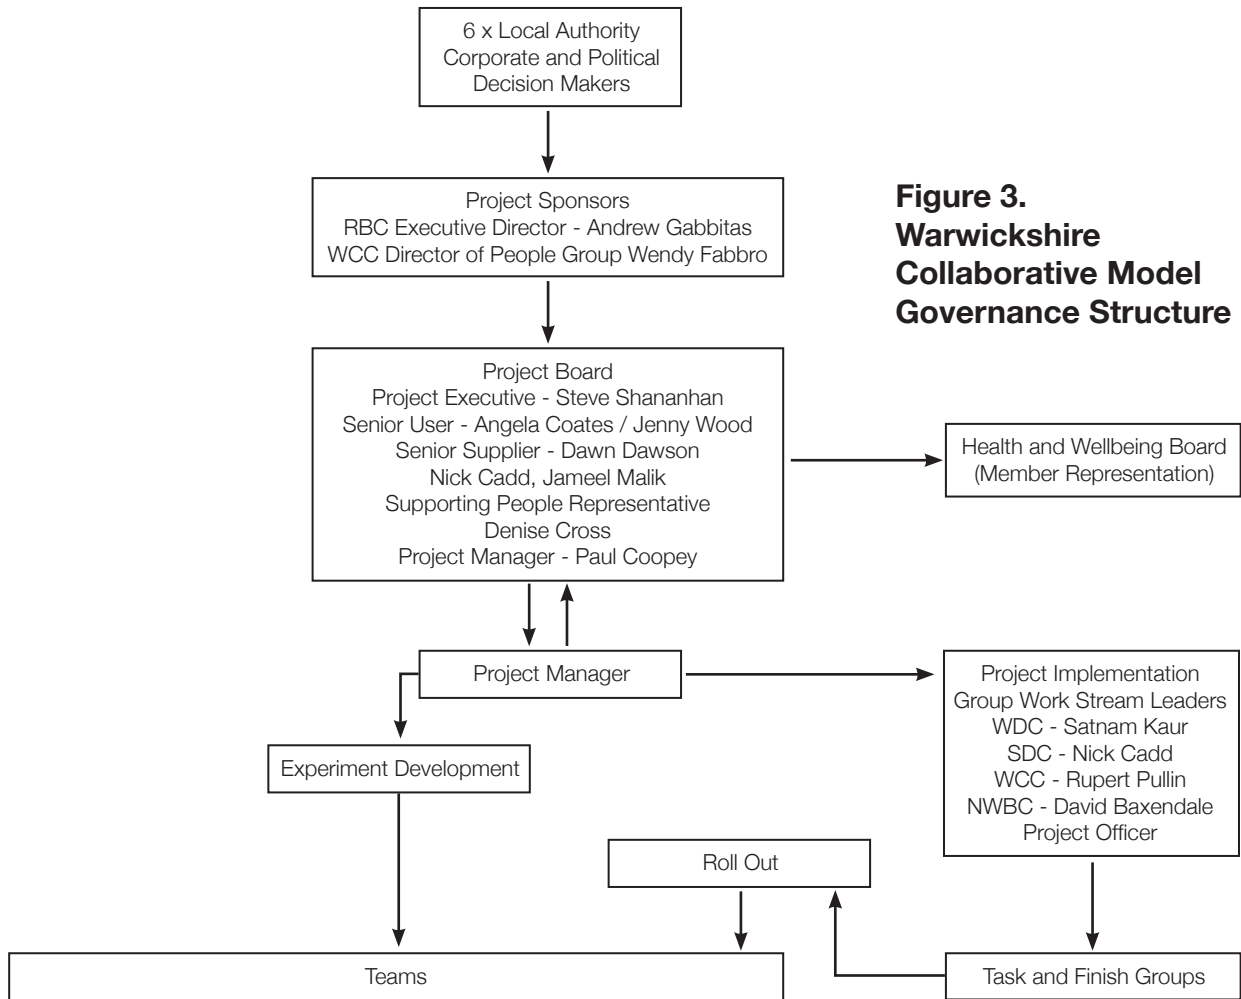 6 x Local Authority
Corporate and Political
Decision Makers
Project Sponsors
RBC Executive Director - Andrew Gabbitas
WCC Director of People Group Wendy Fabbro
Figure 3.
Warwickshire
Collaborative Model
Governance Structure
Project Board
Project Executive - Steve Shananhan
Senior User - Angela Coates / Jenny Wood
Senior Supplier - Dawn Dawson
Nick Cadd, Jameel Malik
Supporting People Representative
Denise Cross
Project Manager - Paul Coopey
Health and Wellbeing Board
(Member Representation)
Project Manager
Project Implementation
Group Work Stream Leaders
WDC - Satnam Kaur
SDC - Nick Cadd
WCC - Rupert Pullin
NWBC - David Baxendale
Project Officer
Experiment Development
Roll Out
Teams
Task and Finish Groups